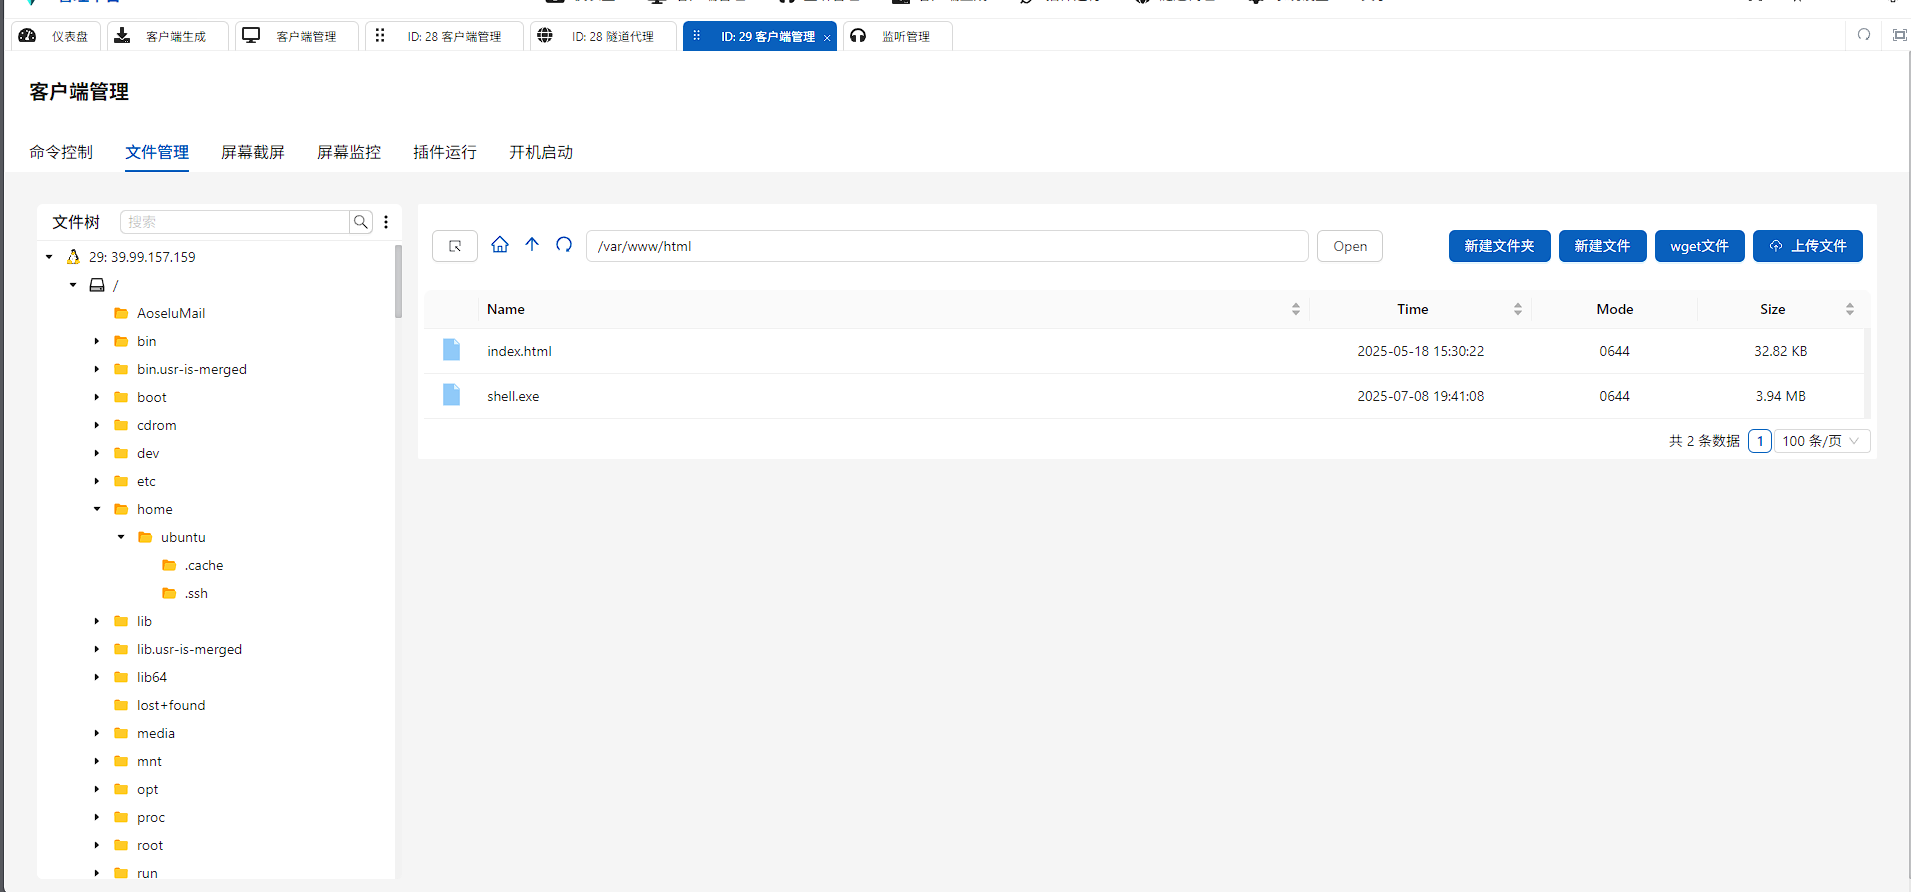 仪表盘
客户端生成
客户端管理
ID: 28 客户端管理
ID: 28 隧道代理
ID: 29 客户端管理 ×
监听管理
客户端管理
命令控制 文件管理 屏幕截屏 屏幕监控 插件运行 开机启动
文件树 搜索
/var/www/html Open 新建文件夹 新建文件 wget文件 上传文件
29: 39.99.157.159
/
AoseluMail
bin
bin.usr-is-merged
boot
cdrom
dev
etc
home
ubuntu
.cache
.ssh
lib
lib.usr-is-merged
lib64
lost+found
media
mnt
opt
proc
root
run
Name Time Mode Size
index.html 2025-05-18 15:30:22 0644 32.82 KB
shell.exe 2025-07-08 19:41:08 0644 3.94 MB
共 2 条数据 1 100 条/页